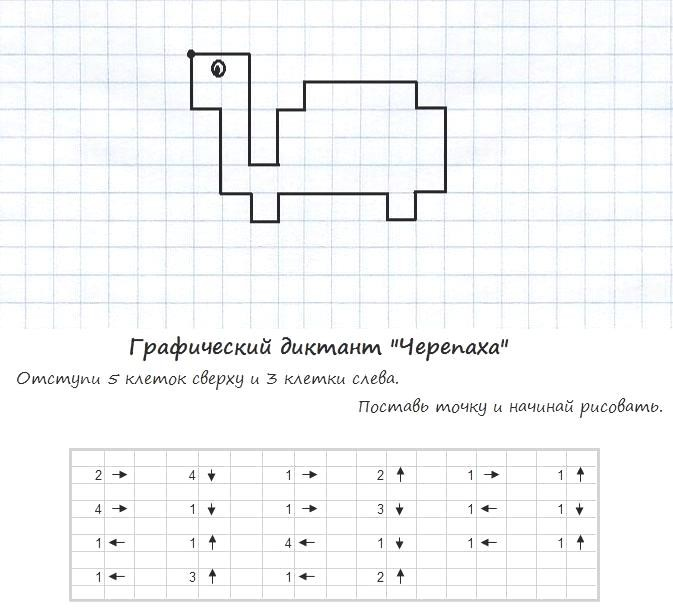 Графический диктант "Черепаха"
Отступи 5 клеток сверху и 3 клетки слева.
Поставь точку и начинай рисовать.
2 → 4 ↓ 1 → 2 ↑ 1 → 1 ↑
4 → 1 ↓ 1 → 3 ↓ 1 ← 1 ↓
1 ← 1 ↑ 4 ← 1 ↓ 1 ← 1 ↑
1 ← 3 ↑ 1 ← 2 ↑